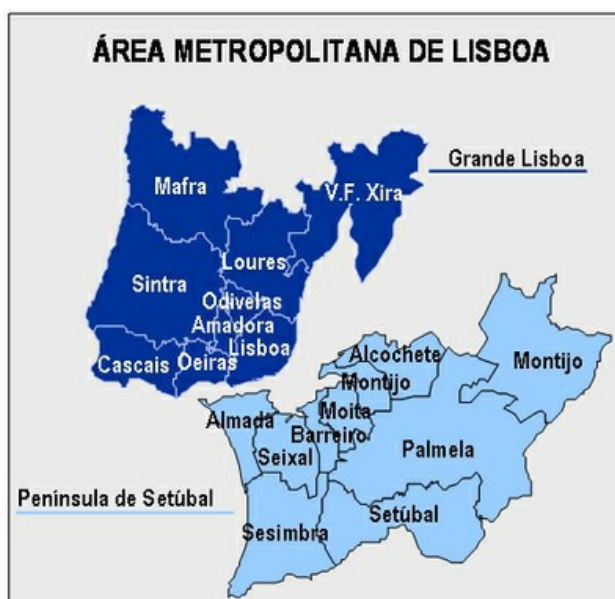 ÁREA METROPOLITANA DE LISBOA
Grande Lisboa
Mafra
V.F. Xira
Loures
Sintra
Odivelas
Amadora
Lisboa
Cascais
Oeiras
Alcochete
Montijo
Montijo
Moita
Almada
Barreiro
Seixal
Palmela
Península de Setúbal
Setúbal
Sesimbra